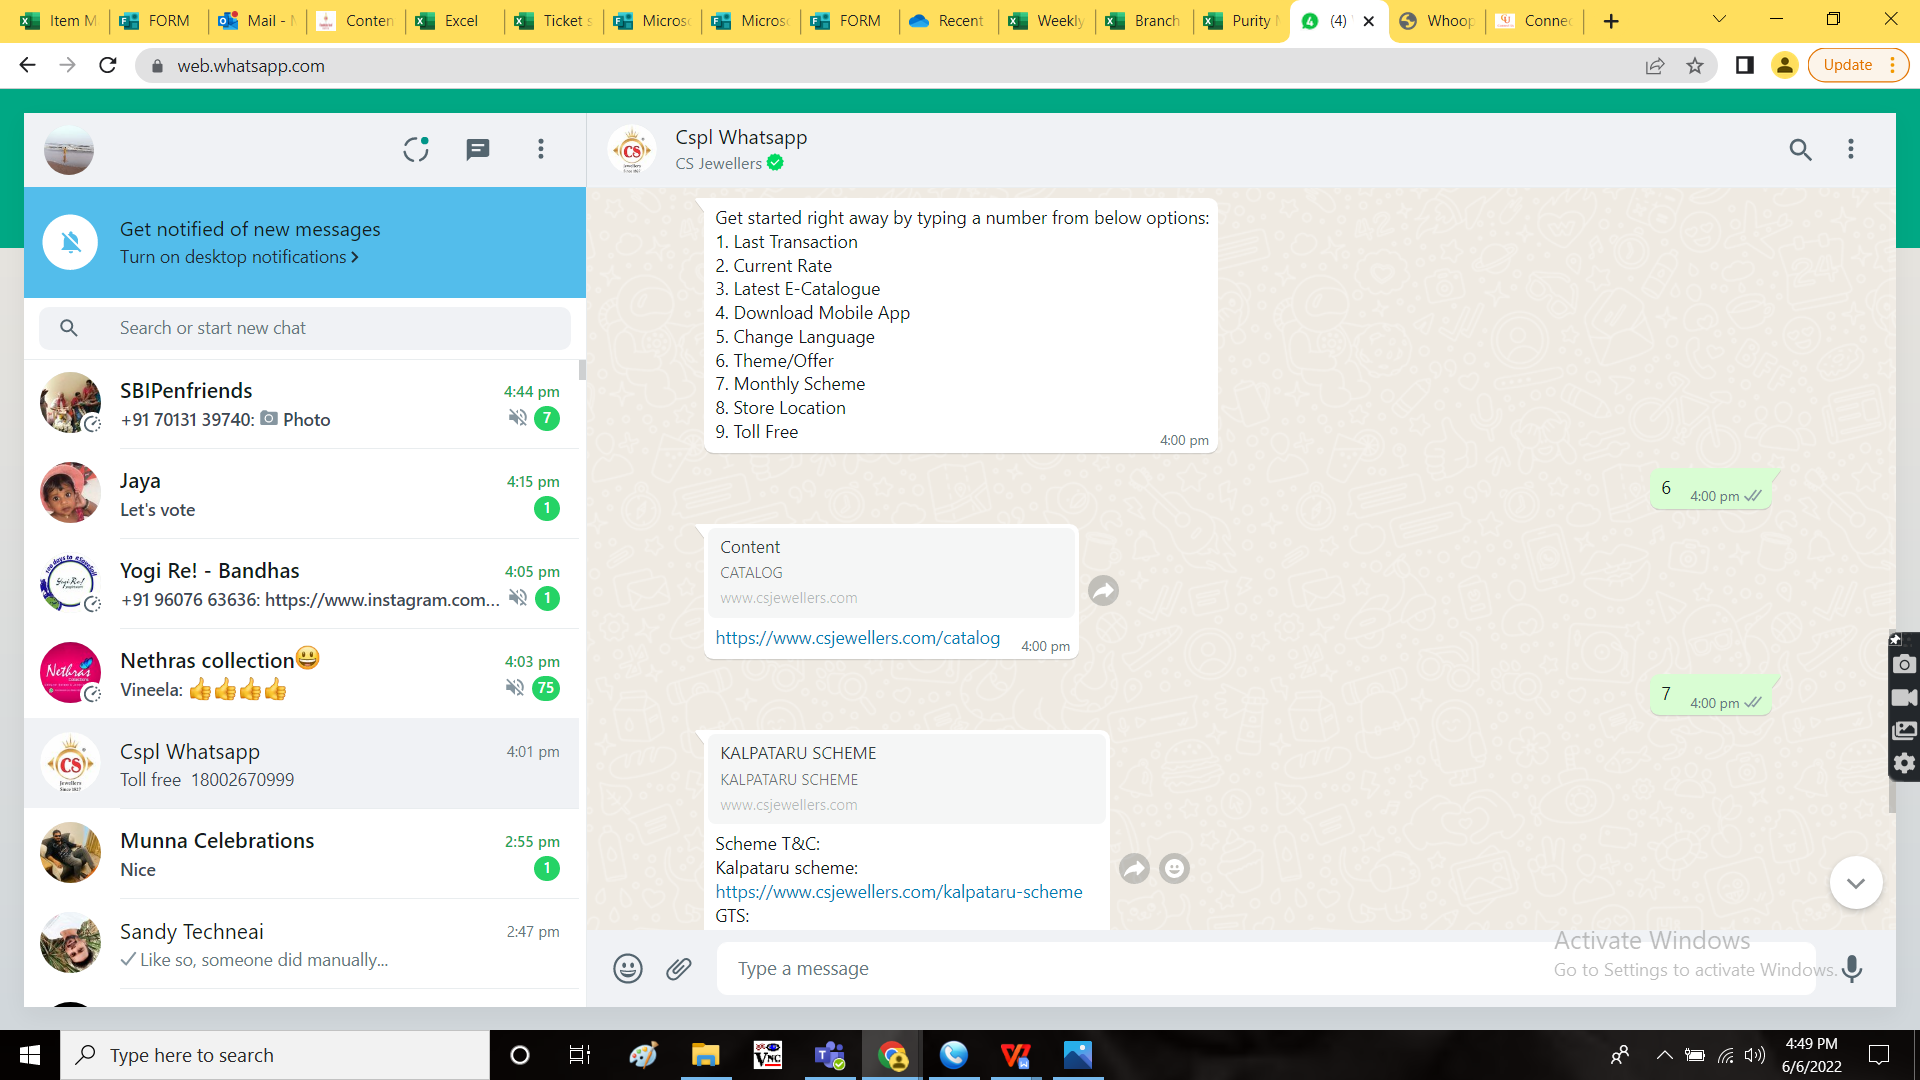 Item M
FORM
Mail -
Conten
Excel
Ticket s
Micros
Micros
FORM
Recent
Weekly
Branch
Purity
(4)
Whoop
Connec
web.whatsapp.com
Update
Cspl Whatsapp
CS Jewellers
Get notified of new messages
Turn on desktop notifications >
Search or start new chat
SBIPenfriends
4:44 pm
+91 70131 39740: Photo
7
Jaya
4:15 pm
Let's vote
1
Yogi Re! - Bandhas
4:05 pm
+91 96076 63636: https://www.instagram.com...
1
Nethras collection😃
4:03 pm
Vineela: 👍👍👍👍
75
Cspl Whatsapp
4:01 pm
Toll free 18002670999
Munna Celebrations
2:55 pm
Nice
1
Sandy Techneai
2:47 pm
Like so, someone did manually...
Get started right away by typing a number from below options:
1. Last Transaction
2. Current Rate
3. Latest E-Catalogue
4. Download Mobile App
5. Change Language
6. Theme/Offer
7. Monthly Scheme
8. Store Location
9. Toll Free
4:00 pm
6 4:00 pm
Content
CATALOG
www.csjewellers.com
https://www.csjewellers.com/catalog 4:00 pm
7 4:00 pm
KALPATARU SCHEME
KALPATARU SCHEME
www.csjewellers.com
Scheme T&C:
Kalpataru scheme:
https://www.csjewellers.com/kalpataru-scheme
GTS:
Type a message
Activate Windows
Go to Settings to activate Windows.
Type here to search
4:49 PM
6/6/2022